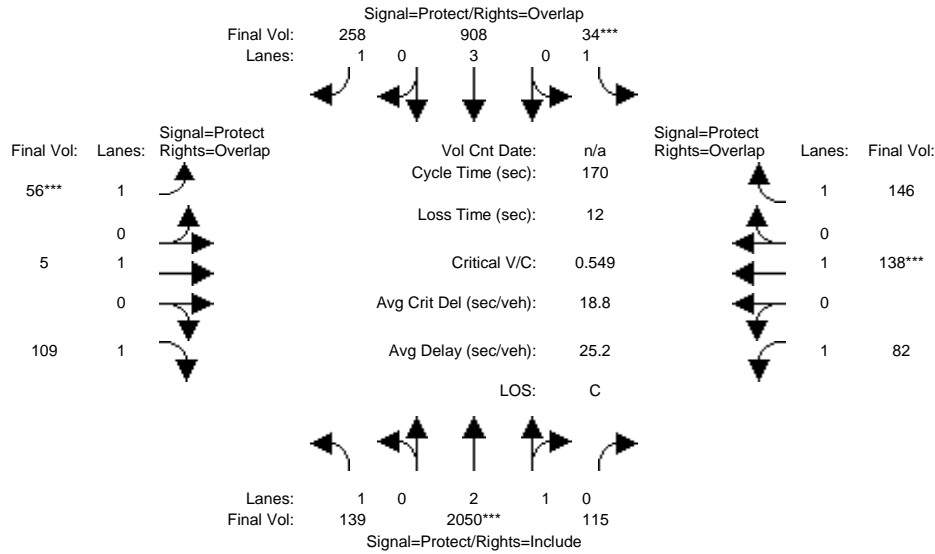 Signal=Protect/Rights=Overlap
Final Vol: 258 908 34***
Lanes: 1 0 3 0 1
Signal=Protect Signal=Protect
Final Vol: Lanes: Rights=Overlap Vol Cnt Date: n/a Rights=Overlap Lanes: Final Vol:
Cycle Time (sec): 170
56*** 1 1 146
Loss Time (sec): 12
0 0
5 1 Critical V/C: 0.549 1 138***
0 Avg Crit Del (sec/veh): 18.8 0
109 1 Avg Delay (sec/veh): 25.2 1 82
LOS: C
Lanes: 1 0 2 1 0
Final Vol: 139 2050*** 115
Signal=Protect/Rights=Include